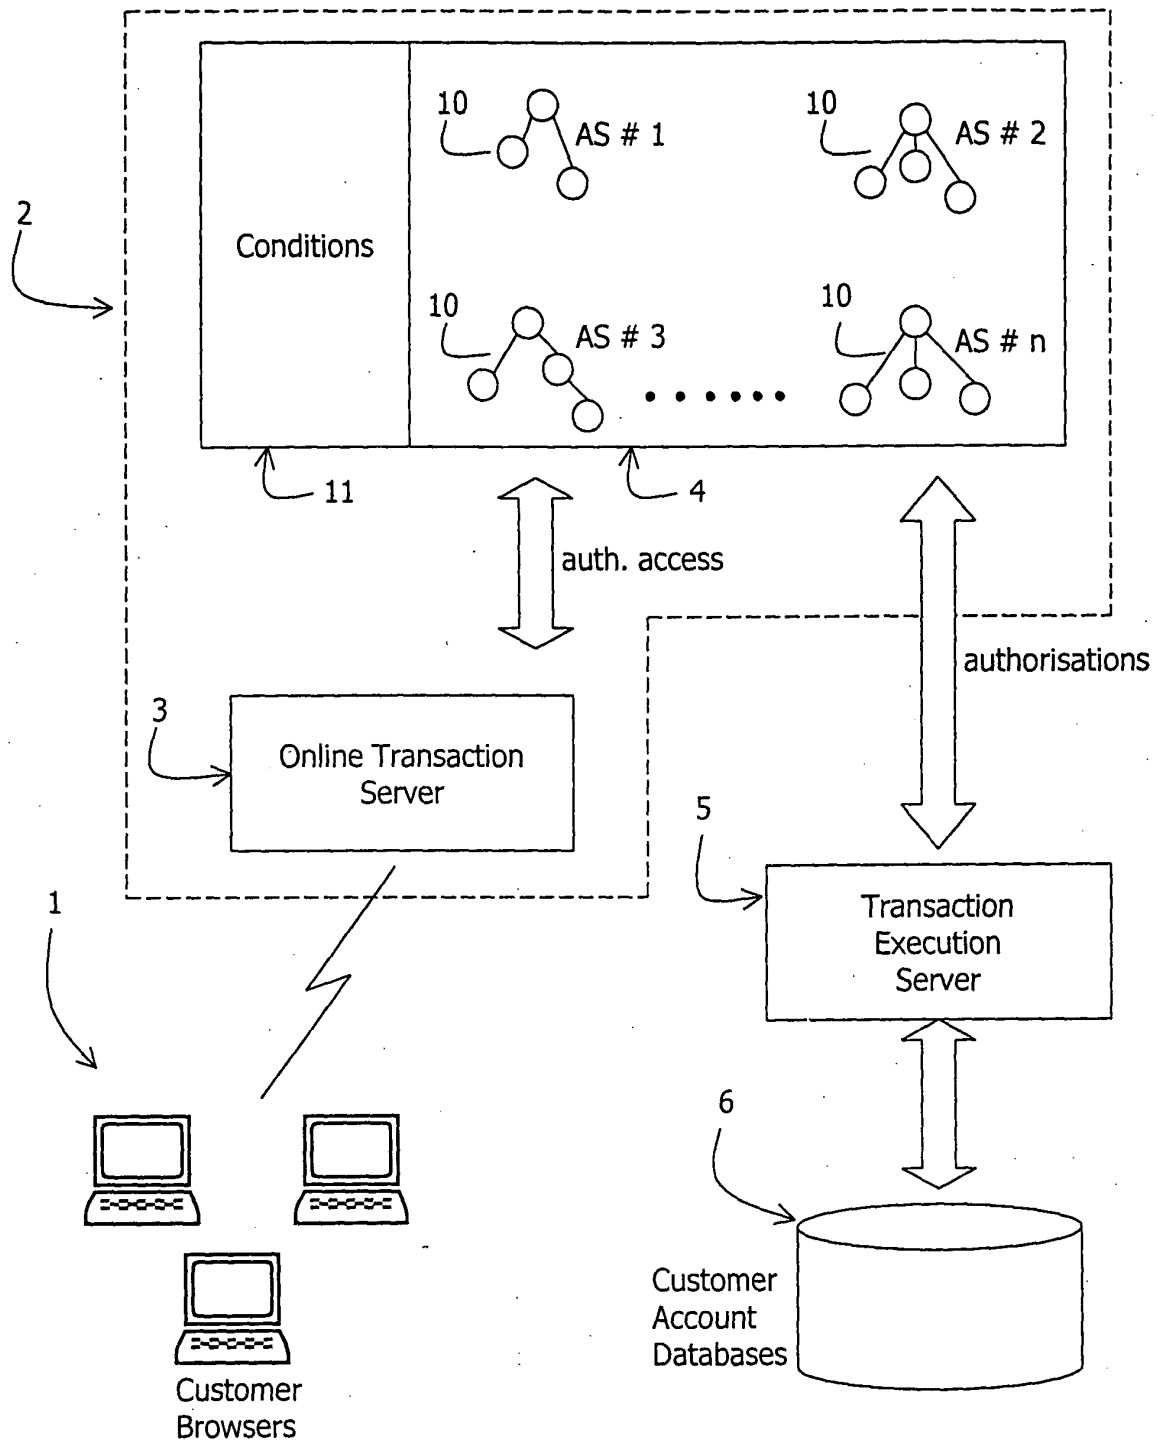 10
AS # 1
10
AS # 2
2
Conditions
10
AS # 3
10
AS # n
11
4
auth. access
authorisations
3
Online Transaction
Server
5
Transaction
Execution
Server
1
6
Customer
Account
Databases
Customer
Browsers